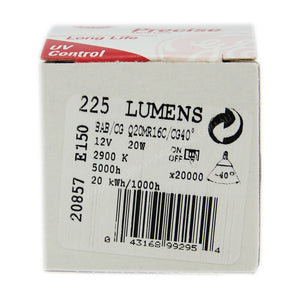 Precise
Long Life
UV
Control
225 LUMENS
BAB/CG Q20MR16C/CG40°
12V 20W
2900 K
5000h
20 kWh/1000h
ON
OFF
x20000
40°
20857 E150
0 43168 99295 4